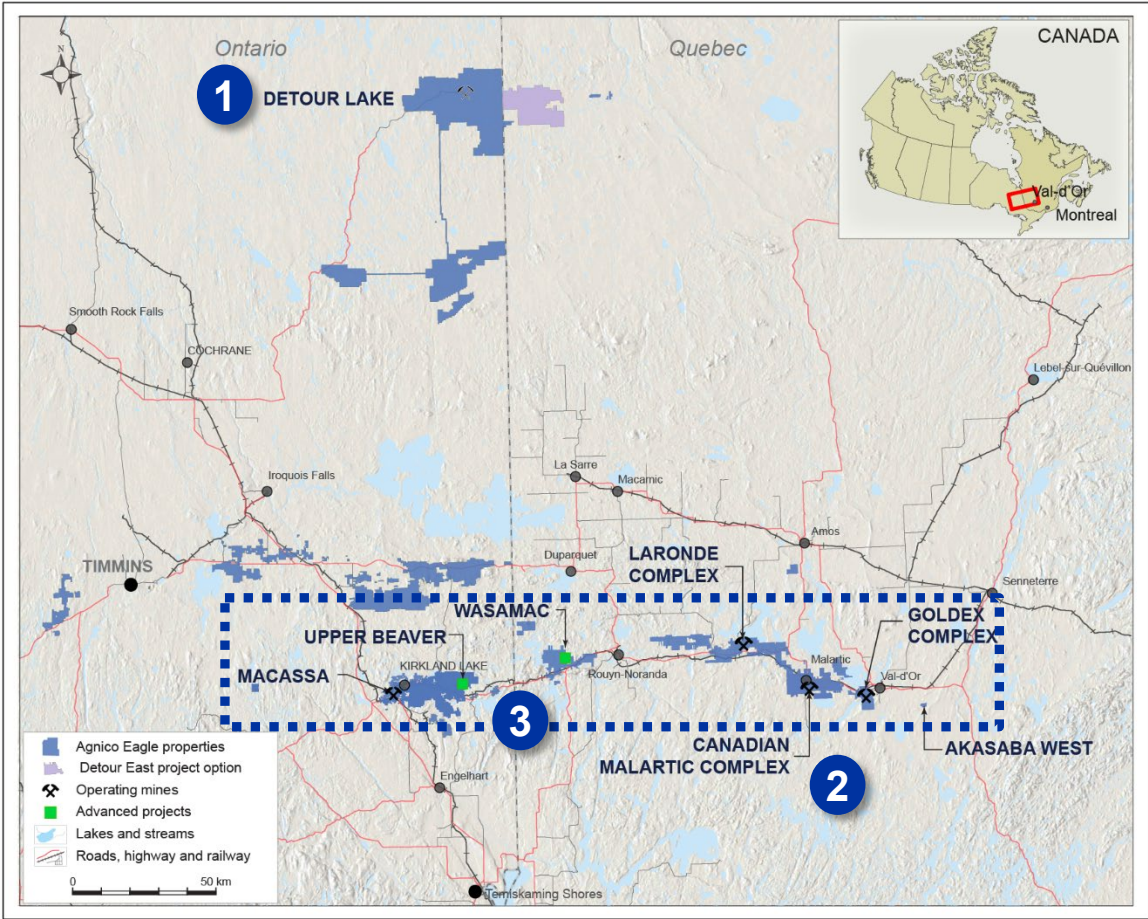 Ontario
Quebec
CANADA
N
1
DETOUR LAKE
Val-d'Or
Montreal
Smooth Rock Falls
COCHRANE
Lebel-sur-Quévillon
La Sarre
Macamic
Iroquois Falls
Amos
TIMMINS
Duparquet
LARONDE
COMPLEX
Senneterre
WASAMAC
GOLDEX
COMPLEX
UPPER BEAVER
MACASSA
KIRKLAND LAKE
Rouyn-Noranda
Malartic
Val-d'Or
3
CANADIAN
MALARTIC COMPLEX
AKASABA WEST
2
Engelhart
Agnico Eagle properties
Detour East project option
Operating mines
Advanced projects
Lakes and streams
Roads, highway and railway
0 50 km
Temiskaming Shores